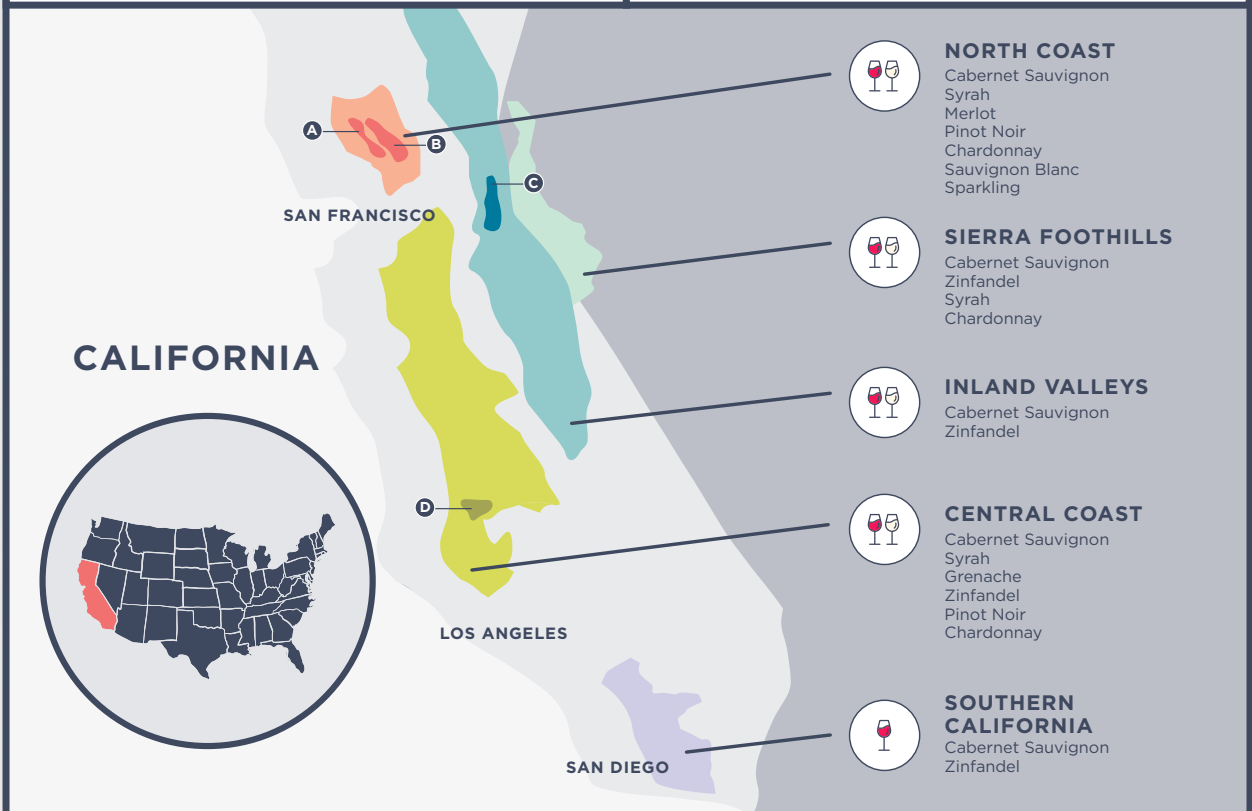 NORTH COAST
Cabernet Sauvignon
Syrah
Merlot
Pinot Noir
Chardonnay
Sauvignon Blanc
Sparkling
A
B
C
SAN FRANCISCO
SIERRA FOOTHILLS
Cabernet Sauvignon
Zinfandel
Syrah
Chardonnay
CALIFORNIA
INLAND VALLEYS
Cabernet Sauvignon
Zinfandel
D
CENTRAL COAST
Cabernet Sauvignon
Syrah
Grenache
Zinfandel
Pinot Noir
Chardonnay
LOS ANGELES
SOUTHERN
CALIFORNIA
Cabernet Sauvignon
Zinfandel
SAN DIEGO